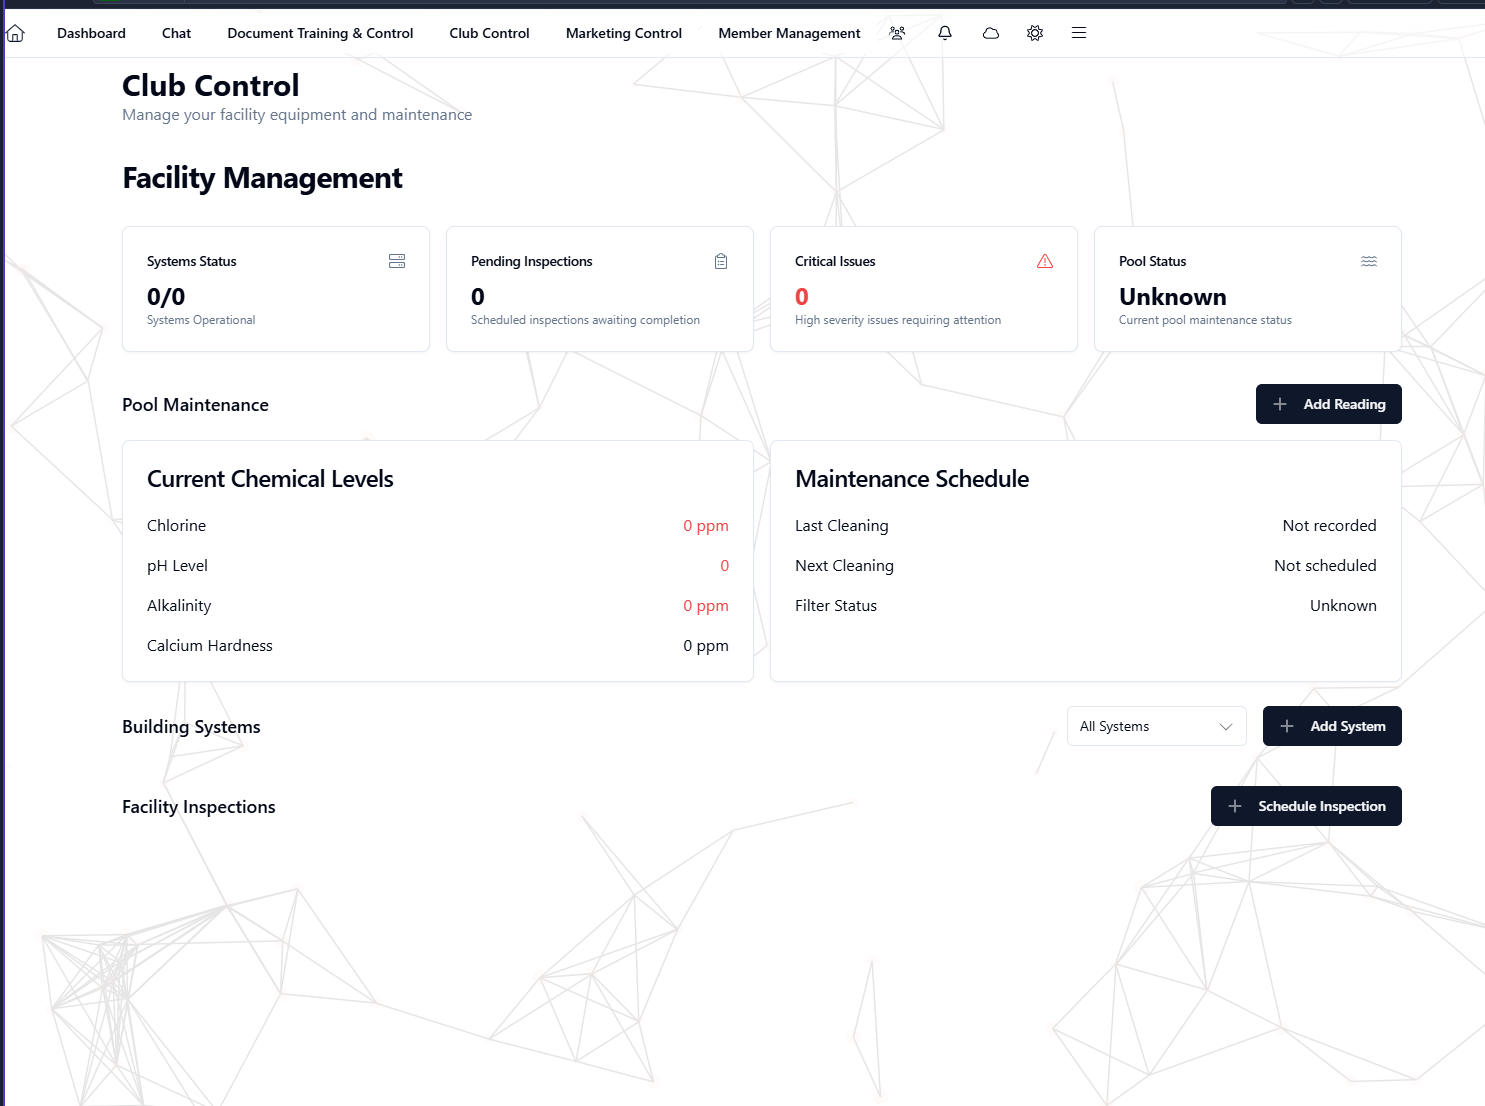 Dashboard Chat Document Training & Control Club Control Marketing Control Member Management
Club Control
Manage your facility equipment and maintenance
Facility Management
Systems Status
0/0
Systems Operational
Pending Inspections
0
Scheduled inspections awaiting completion
Critical Issues
0
High severity issues requiring attention
Pool Status
Unknown
Current pool maintenance status
Pool Maintenance
Add Reading
Current Chemical Levels
Chlorine 0 ppm
pH Level 0
Alkalinity 0 ppm
Calcium Hardness 0 ppm
Maintenance Schedule
Last Cleaning Not recorded
Next Cleaning Not scheduled
Filter Status Unknown
Building Systems
All Systems
Add System
Facility Inspections
Schedule Inspection